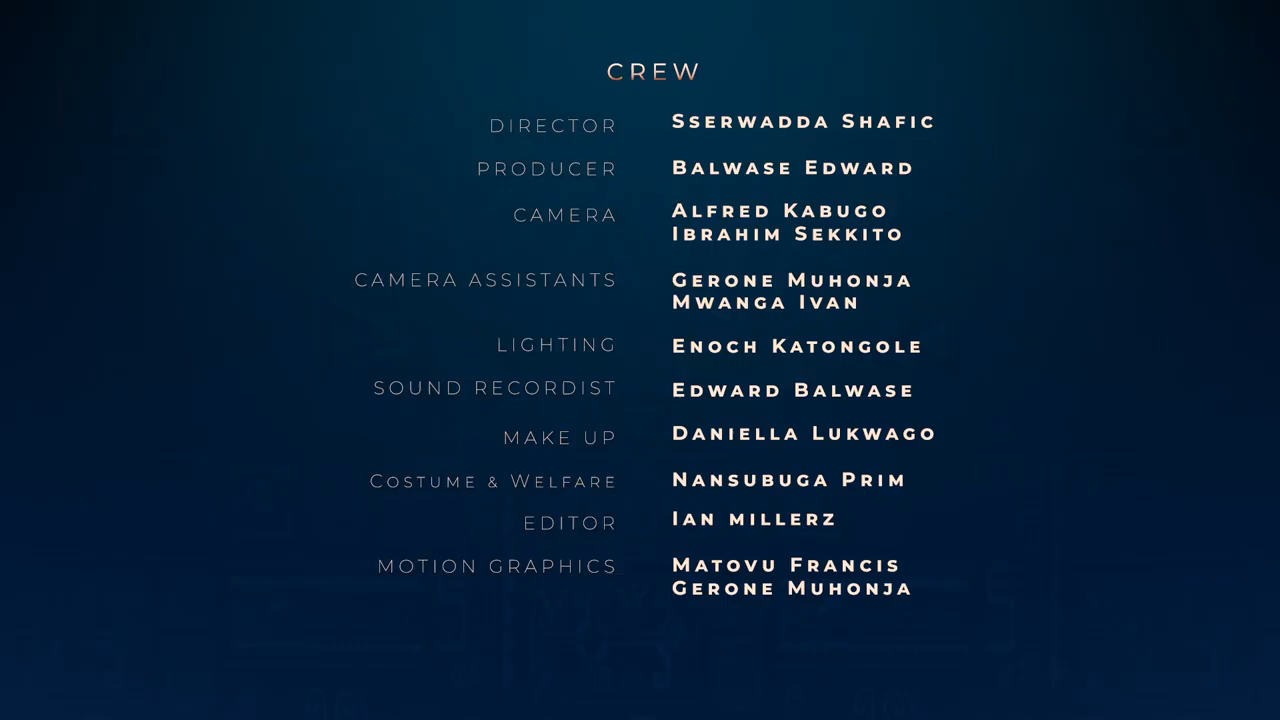 CREW
DIRECTOR SSERWADDA SHAFIC
PRODUCER BALWASE EDWARD
CAMERA ALFRED KABUGO
IBRAHIM SEKKITO
CAMERA ASSISTANTS GERONE MUHONJA
MWANGA IVAN
LIGHTING ENOCH KATONGOLE
SOUND RECORDIST EDWARD BALWASE
MAKE UP DANIELLA LUKWAGO
COSTUME & WELFARE NANSUBUGA PRIM
EDITOR IAN MILLERZ
MOTION GRAPHICS MATOVU FRANCIS
GERONE MUHONJA